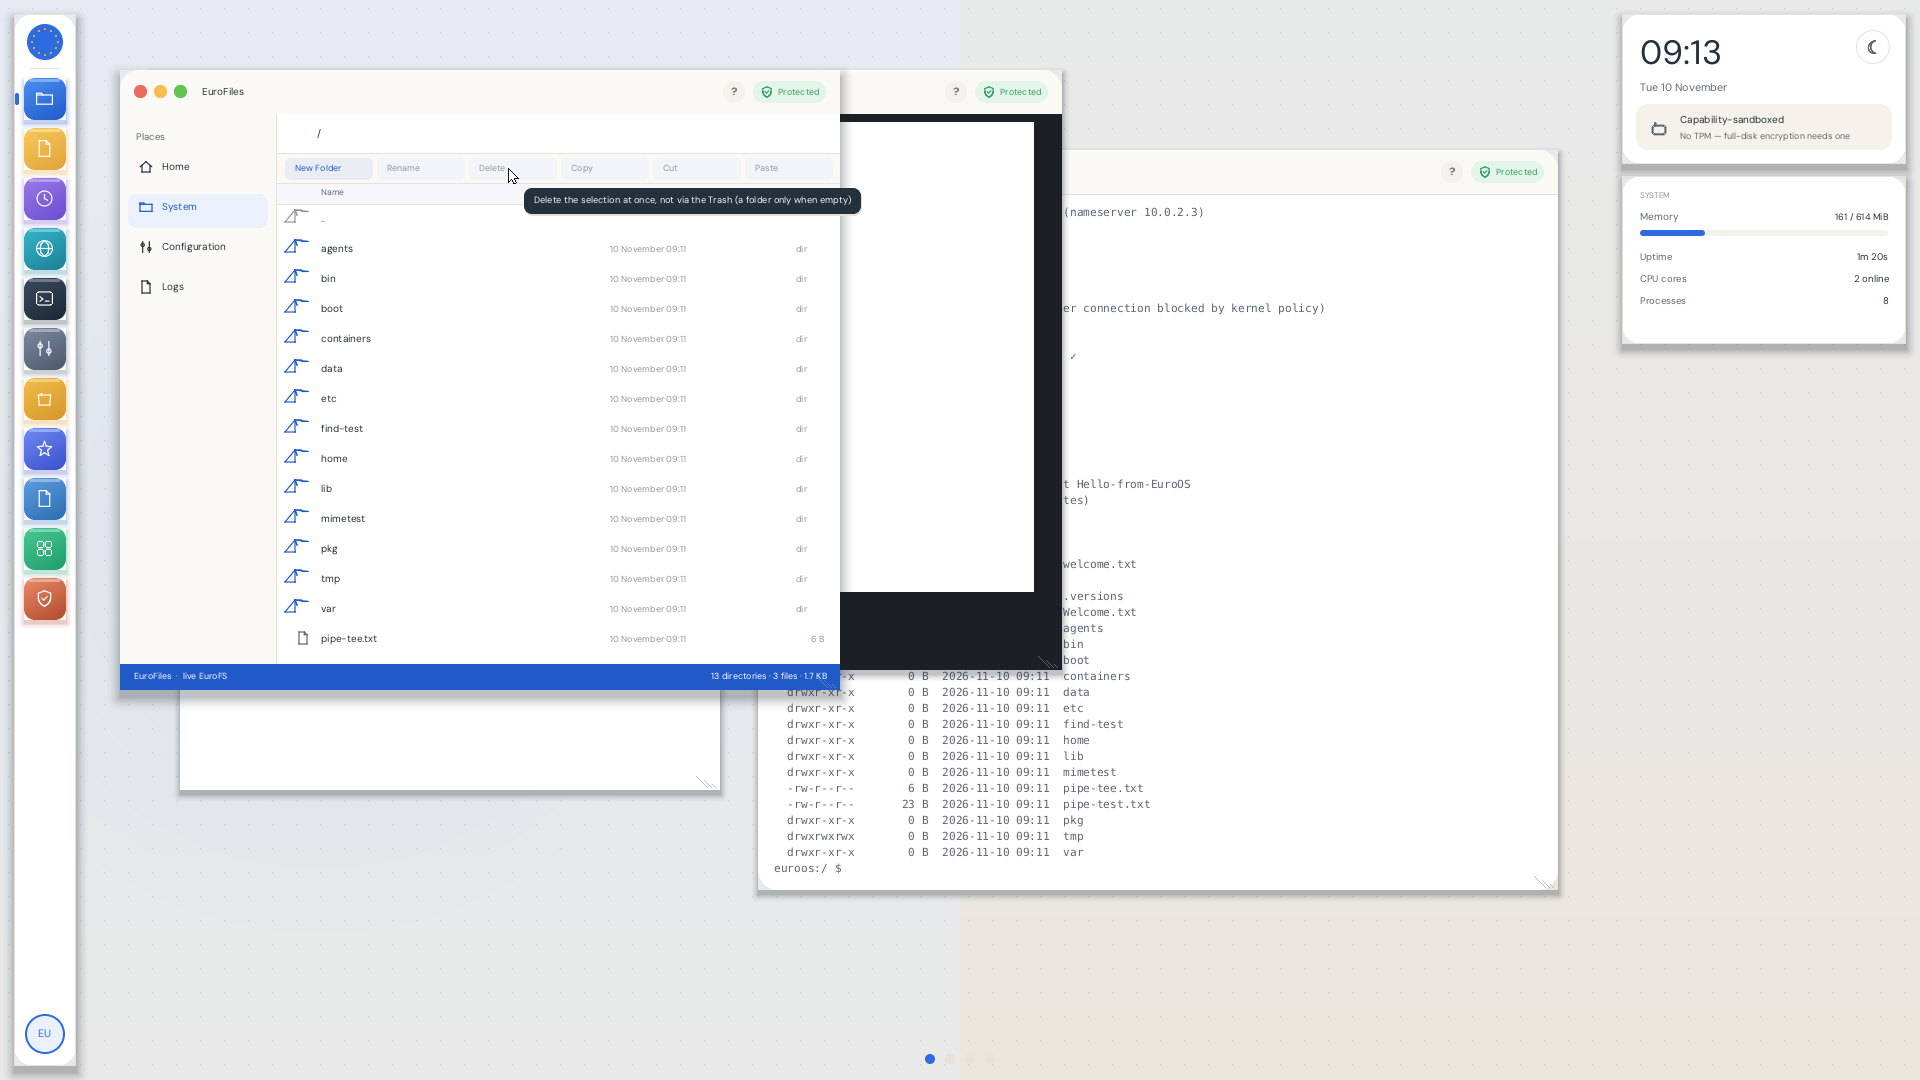 EuroFiles
?
Protected
Places
Home
System
Configuration
Logs
/
New Folder
Rename
Delete
Copy
Cut
Paste
Delete the selection at once, not via the Trash (a folder only when empty)
Name
..
agents 10 November 09:11 dir
bin 10 November 09:11 dir
boot 10 November 09:11 dir
containers 10 November 09:11 dir
data 10 November 09:11 dir
etc 10 November 09:11 dir
find-test 10 November 09:11 dir
home 10 November 09:11 dir
lib 10 November 09:11 dir
mimetest 10 November 09:11 dir
pkg 10 November 09:11 dir
tmp 10 November 09:11 dir
var 10 November 09:11 dir
pipe-tee.txt 10 November 09:11 6 B
EuroFiles · live EuroFS
13 directories · 3 files · 1.7 KB
?
Protected
?
Protected
(nameserver 10.0.2.3)
er connection blocked by kernel policy)
✓
t Hello-from-EuroOS
tes)
welcome.txt
.versions
Welcome.txt
agents
bin
boot
r-x 0 B 2026-11-10 09:11 containers
drwxr-xr-x 0 B 2026-11-10 09:11 data
drwxr-xr-x 0 B 2026-11-10 09:11 etc
drwxr-xr-x 0 B 2026-11-10 09:11 find-test
drwxr-xr-x 0 B 2026-11-10 09:11 home
drwxr-xr-x 0 B 2026-11-10 09:11 lib
drwxr-xr-x 0 B 2026-11-10 09:11 mimetest
-rw-r--r-- 6 B 2026-11-10 09:11 pipe-tee.txt
-rw-r--r-- 23 B 2026-11-10 09:11 pipe-test.txt
drwxr-xr-x 0 B 2026-11-10 09:11 pkg
drwxrwxrwx 0 B 2026-11-10 09:11 tmp
drwxr-xr-x 0 B 2026-11-10 09:11 var
euroos:/ $
09:13
Tue 10 November
Capability-sandboxed
No TPM — full-disk encryption needs one
SYSTEM
Memory 161 / 614 MiB
Uptime 1m 20s
CPU cores 2 online
Processes 8
EU